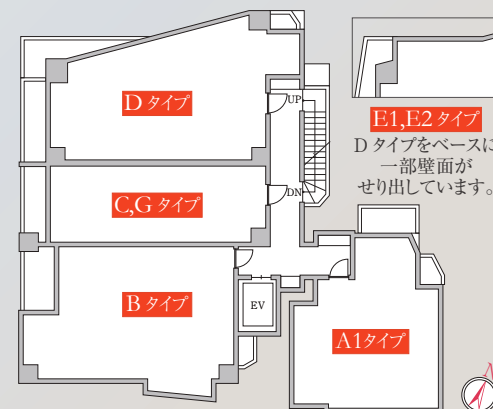 Dタイプ
UP
E1,E2タイプ
Dタイプをベースに
一部壁面が
せり出しています。
C,Gタイプ
DN
Bタイプ
EV
A1タイプ
N